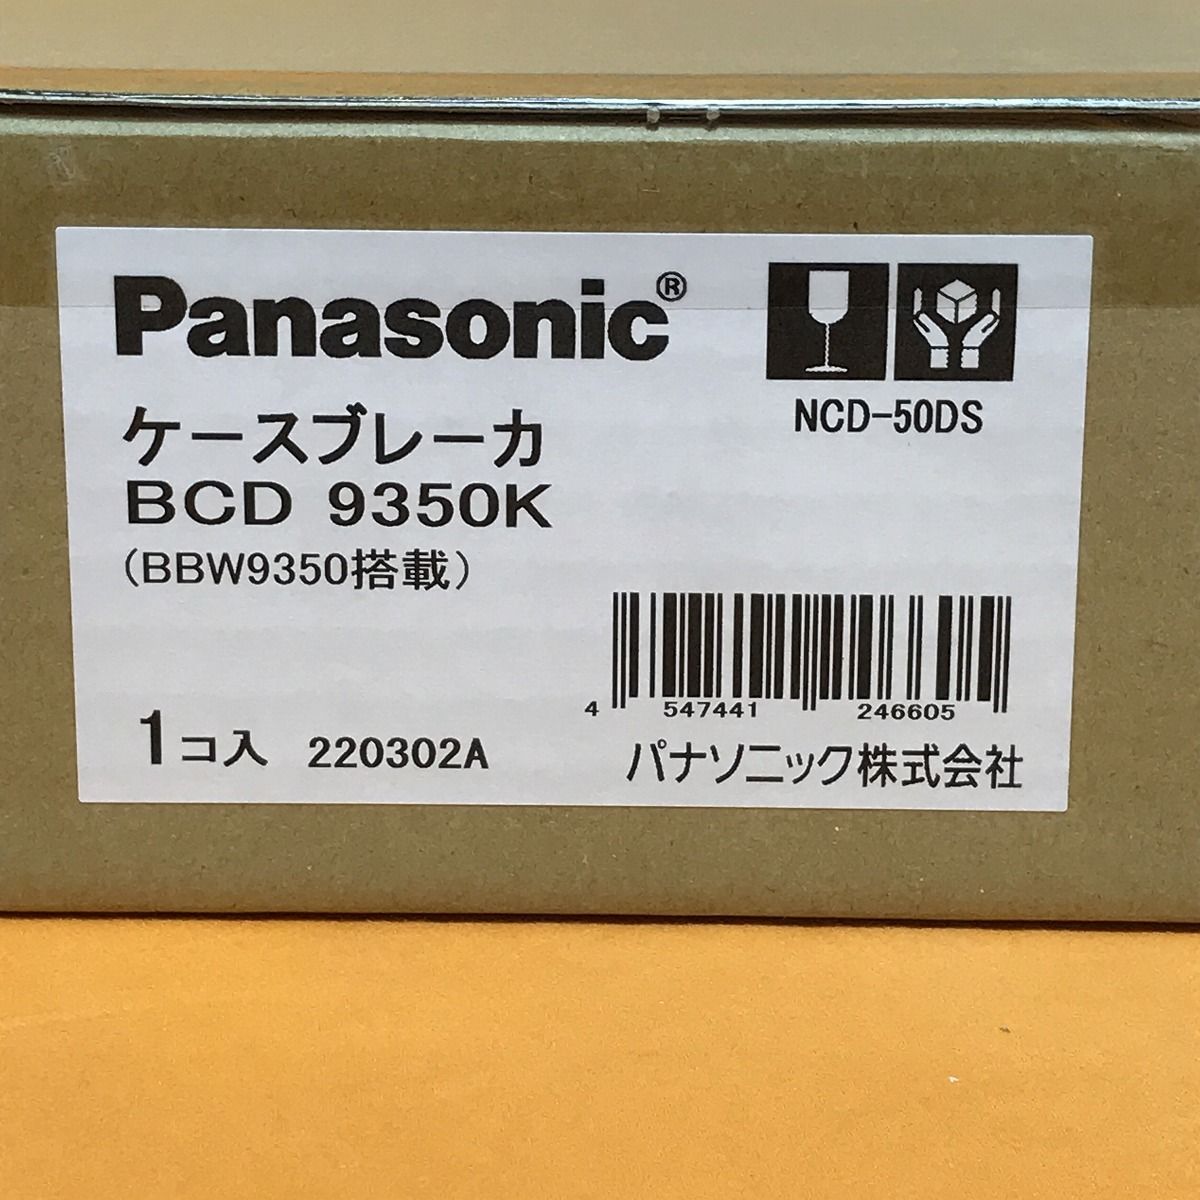 Panasonic®
NCD-50DS
ケースブレーカ
BCD 9350K
(BBW9350搭載)
4 547441 246605
1コ入 220302A
パナソニック株式会社